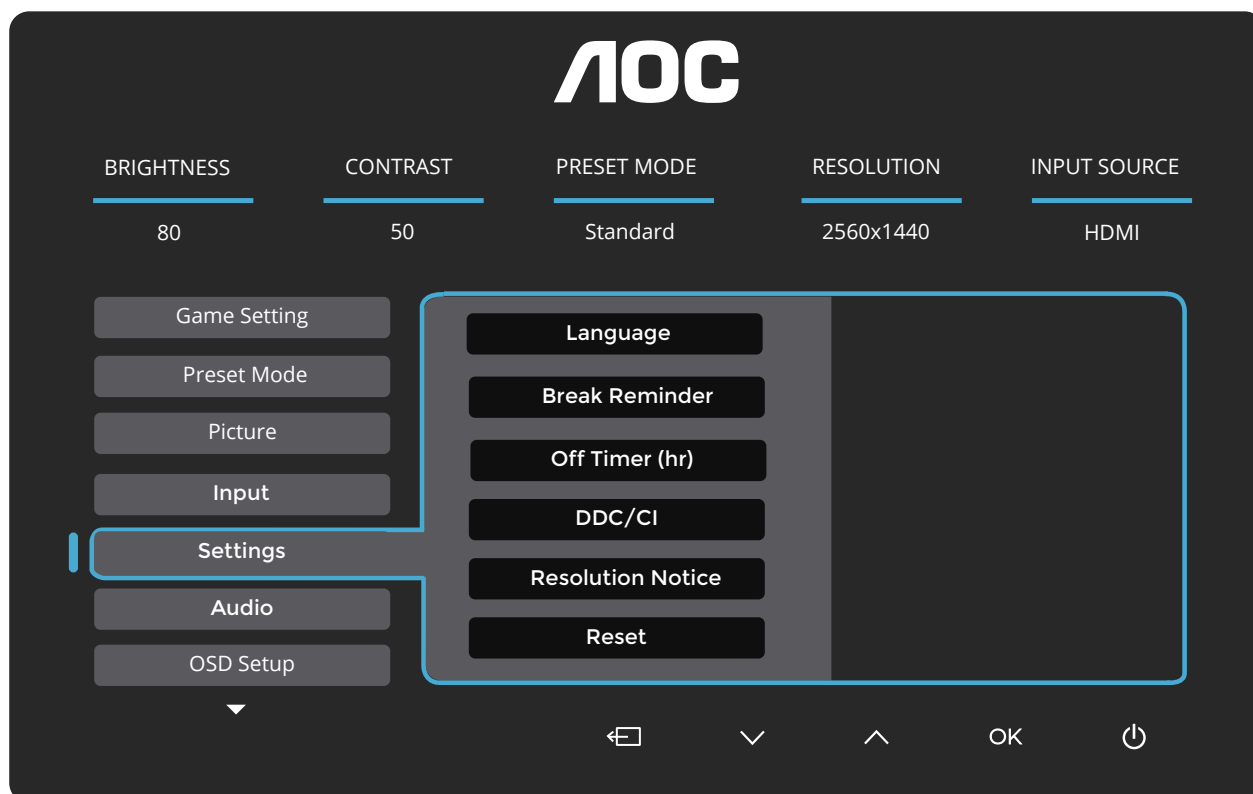 AOC
BRIGHTNESS CONTRAST PRESET MODE RESOLUTION INPUT SOURCE
80 50 Standard 2560x1440 HDMI
Game Setting
Preset Mode
Picture
Input
Settings
Audio
OSD Setup
Language
Break Reminder
Off Timer (hr)
DDC/CI
Resolution Notice
Reset
OK